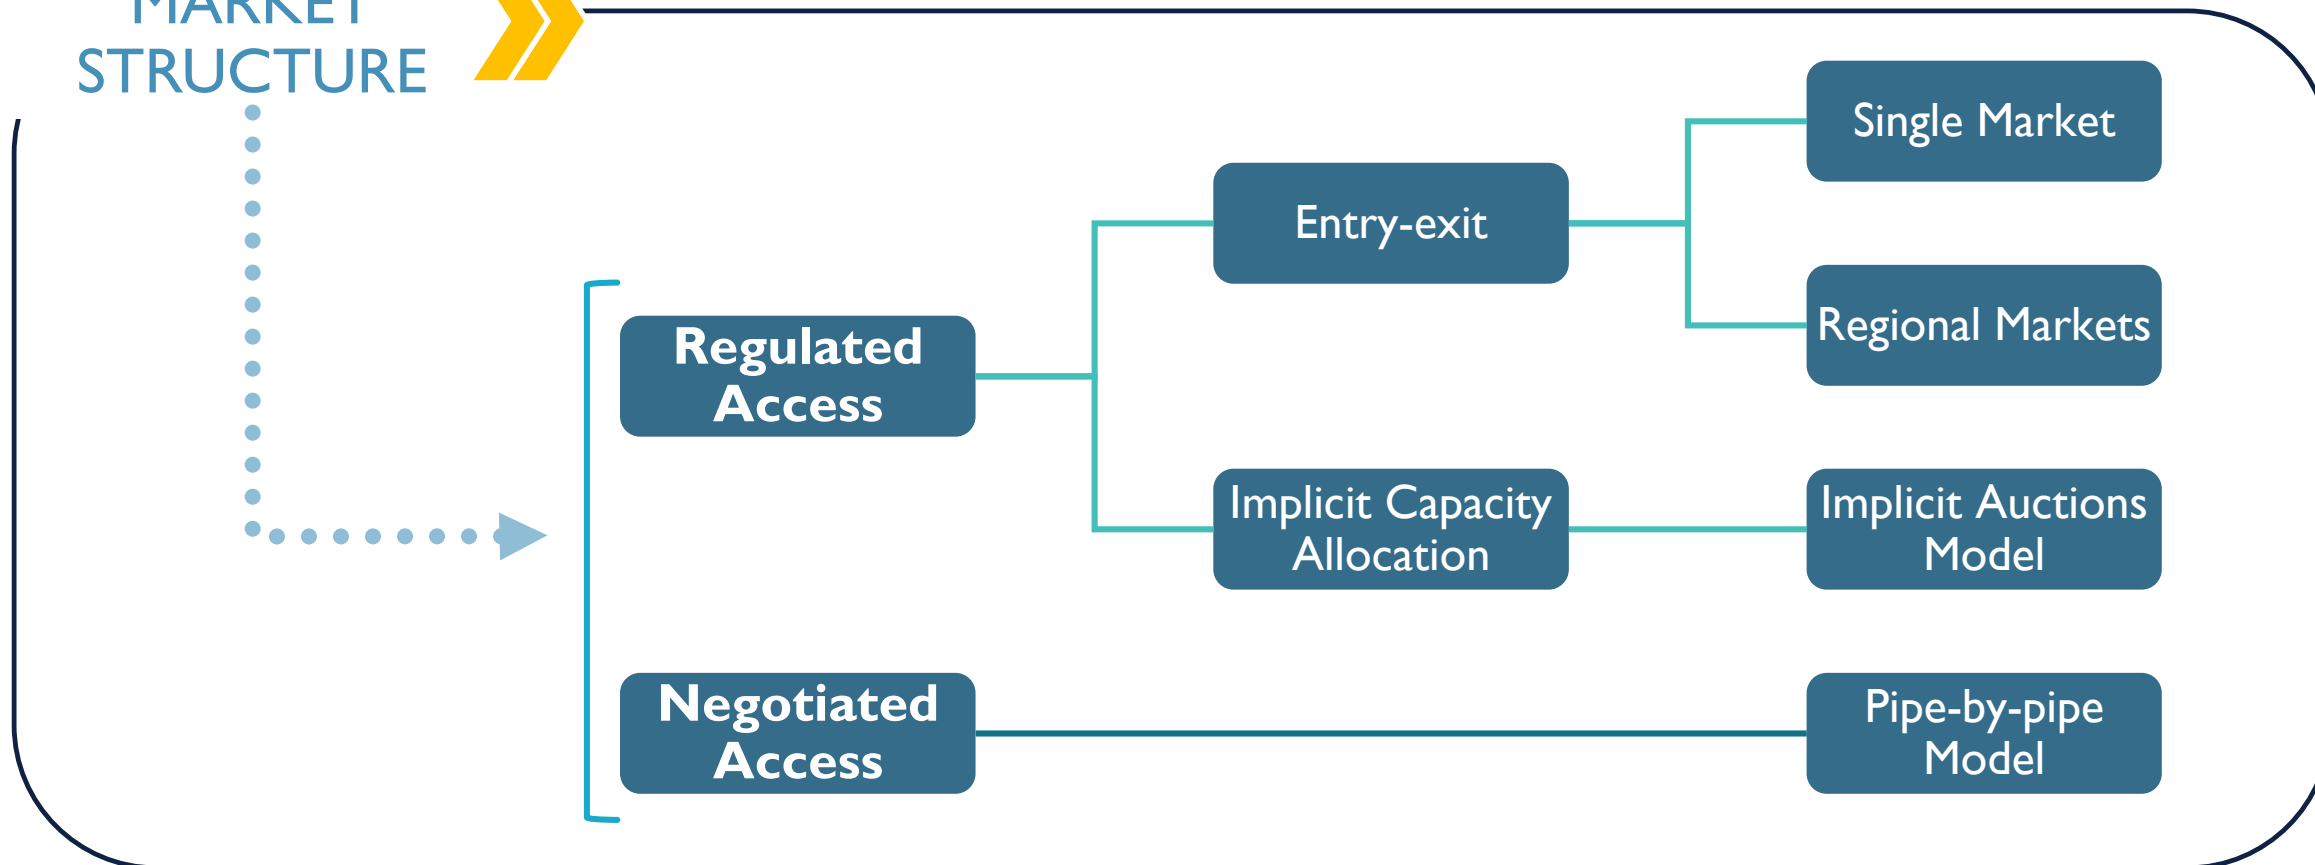 MARKET
STRUCTURE
Single Market
Entry-exit
Regional Markets
Regulated
Access
Implicit Capacity
Allocation
Implicit Auctions
Model
Negotiated
Access
Pipe-by-pipe
Model